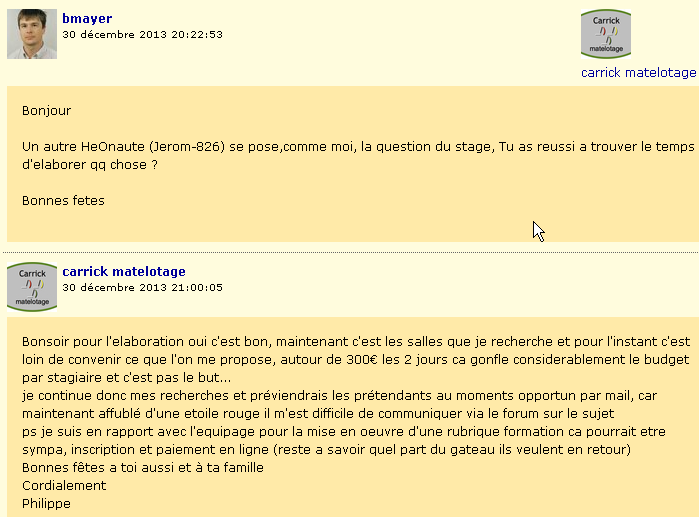 bmayer
30 décembre 2013 20:22:53
Carrick
matelotage
carrick matelotage
Bonjour
Un autre HeOnaute (Jerom-826) se pose,comme moi, la question du stage, Tu as reussi a trouver le temps
d'elaborer qq chose ?
Bonnes fetes
Carrick
matelotage
carrick matelotage
30 décembre 2013 21:00:05
Bonsoir pour l'elaboration oui c'est bon, maintenant c'est les salles que je recherche et pour l'instant c'est
loin de convenir ce que l'on me propose, autour de 300€ les 2 jours ca gonfle considerablement le budget
par stagiaire et c'est pas le but...
je continue donc mes recherches et préviendrais les prétendants au moments opportun par mail, car
maintenant affublé d'une etoile rouge il m'est difficile de communiquer via le forum sur le sujet
ps je suis en rapport avec l'equipage pour la mise en oeuvre d'une rubrique formation ca pourrait etre
sympa, inscription et paiement en ligne (reste a savoir quel part du gateau ils veulent en retour)
Bonnes fêtes a toi aussi et à ta famille
Cordialement
Philippe